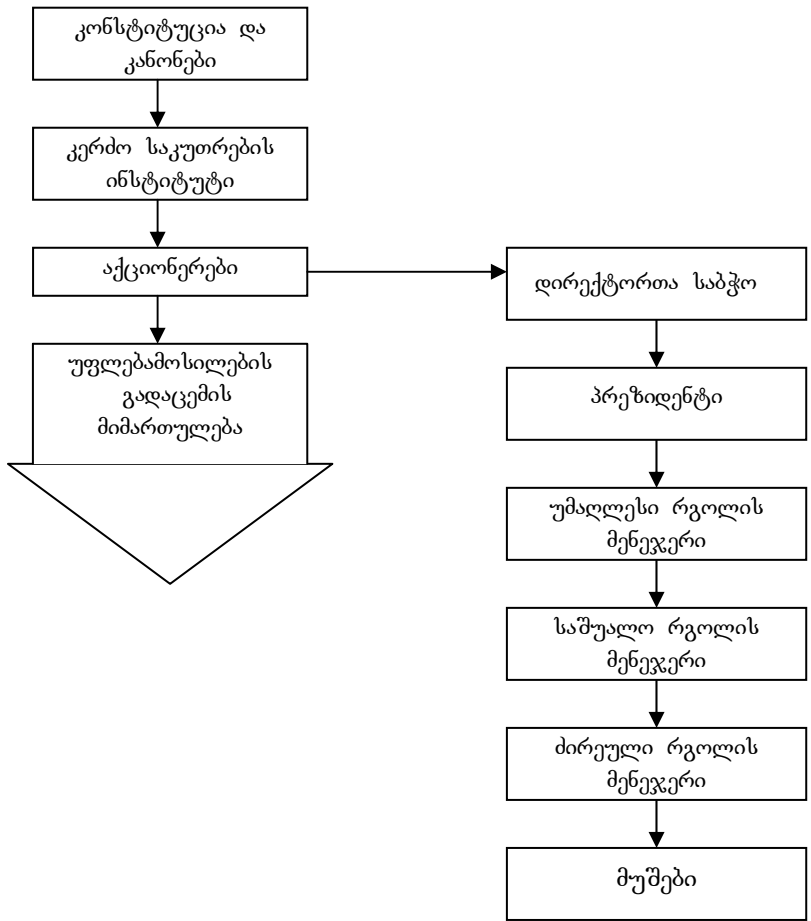 კონსტიტუცია და
კანონები
კერძო საკუთრების
ინსტიტუტი
აქციონერები
უფლებამოსილების
გადაცემის
მიმართულება
დირექტორთა საბჭო
პრეზიდენტი
უმაღლესი რგოლის
მენეჯერი
საშუალო რგოლის
მენეჯერი
ძირეული რგოლის
მენეჯერი
მუშები